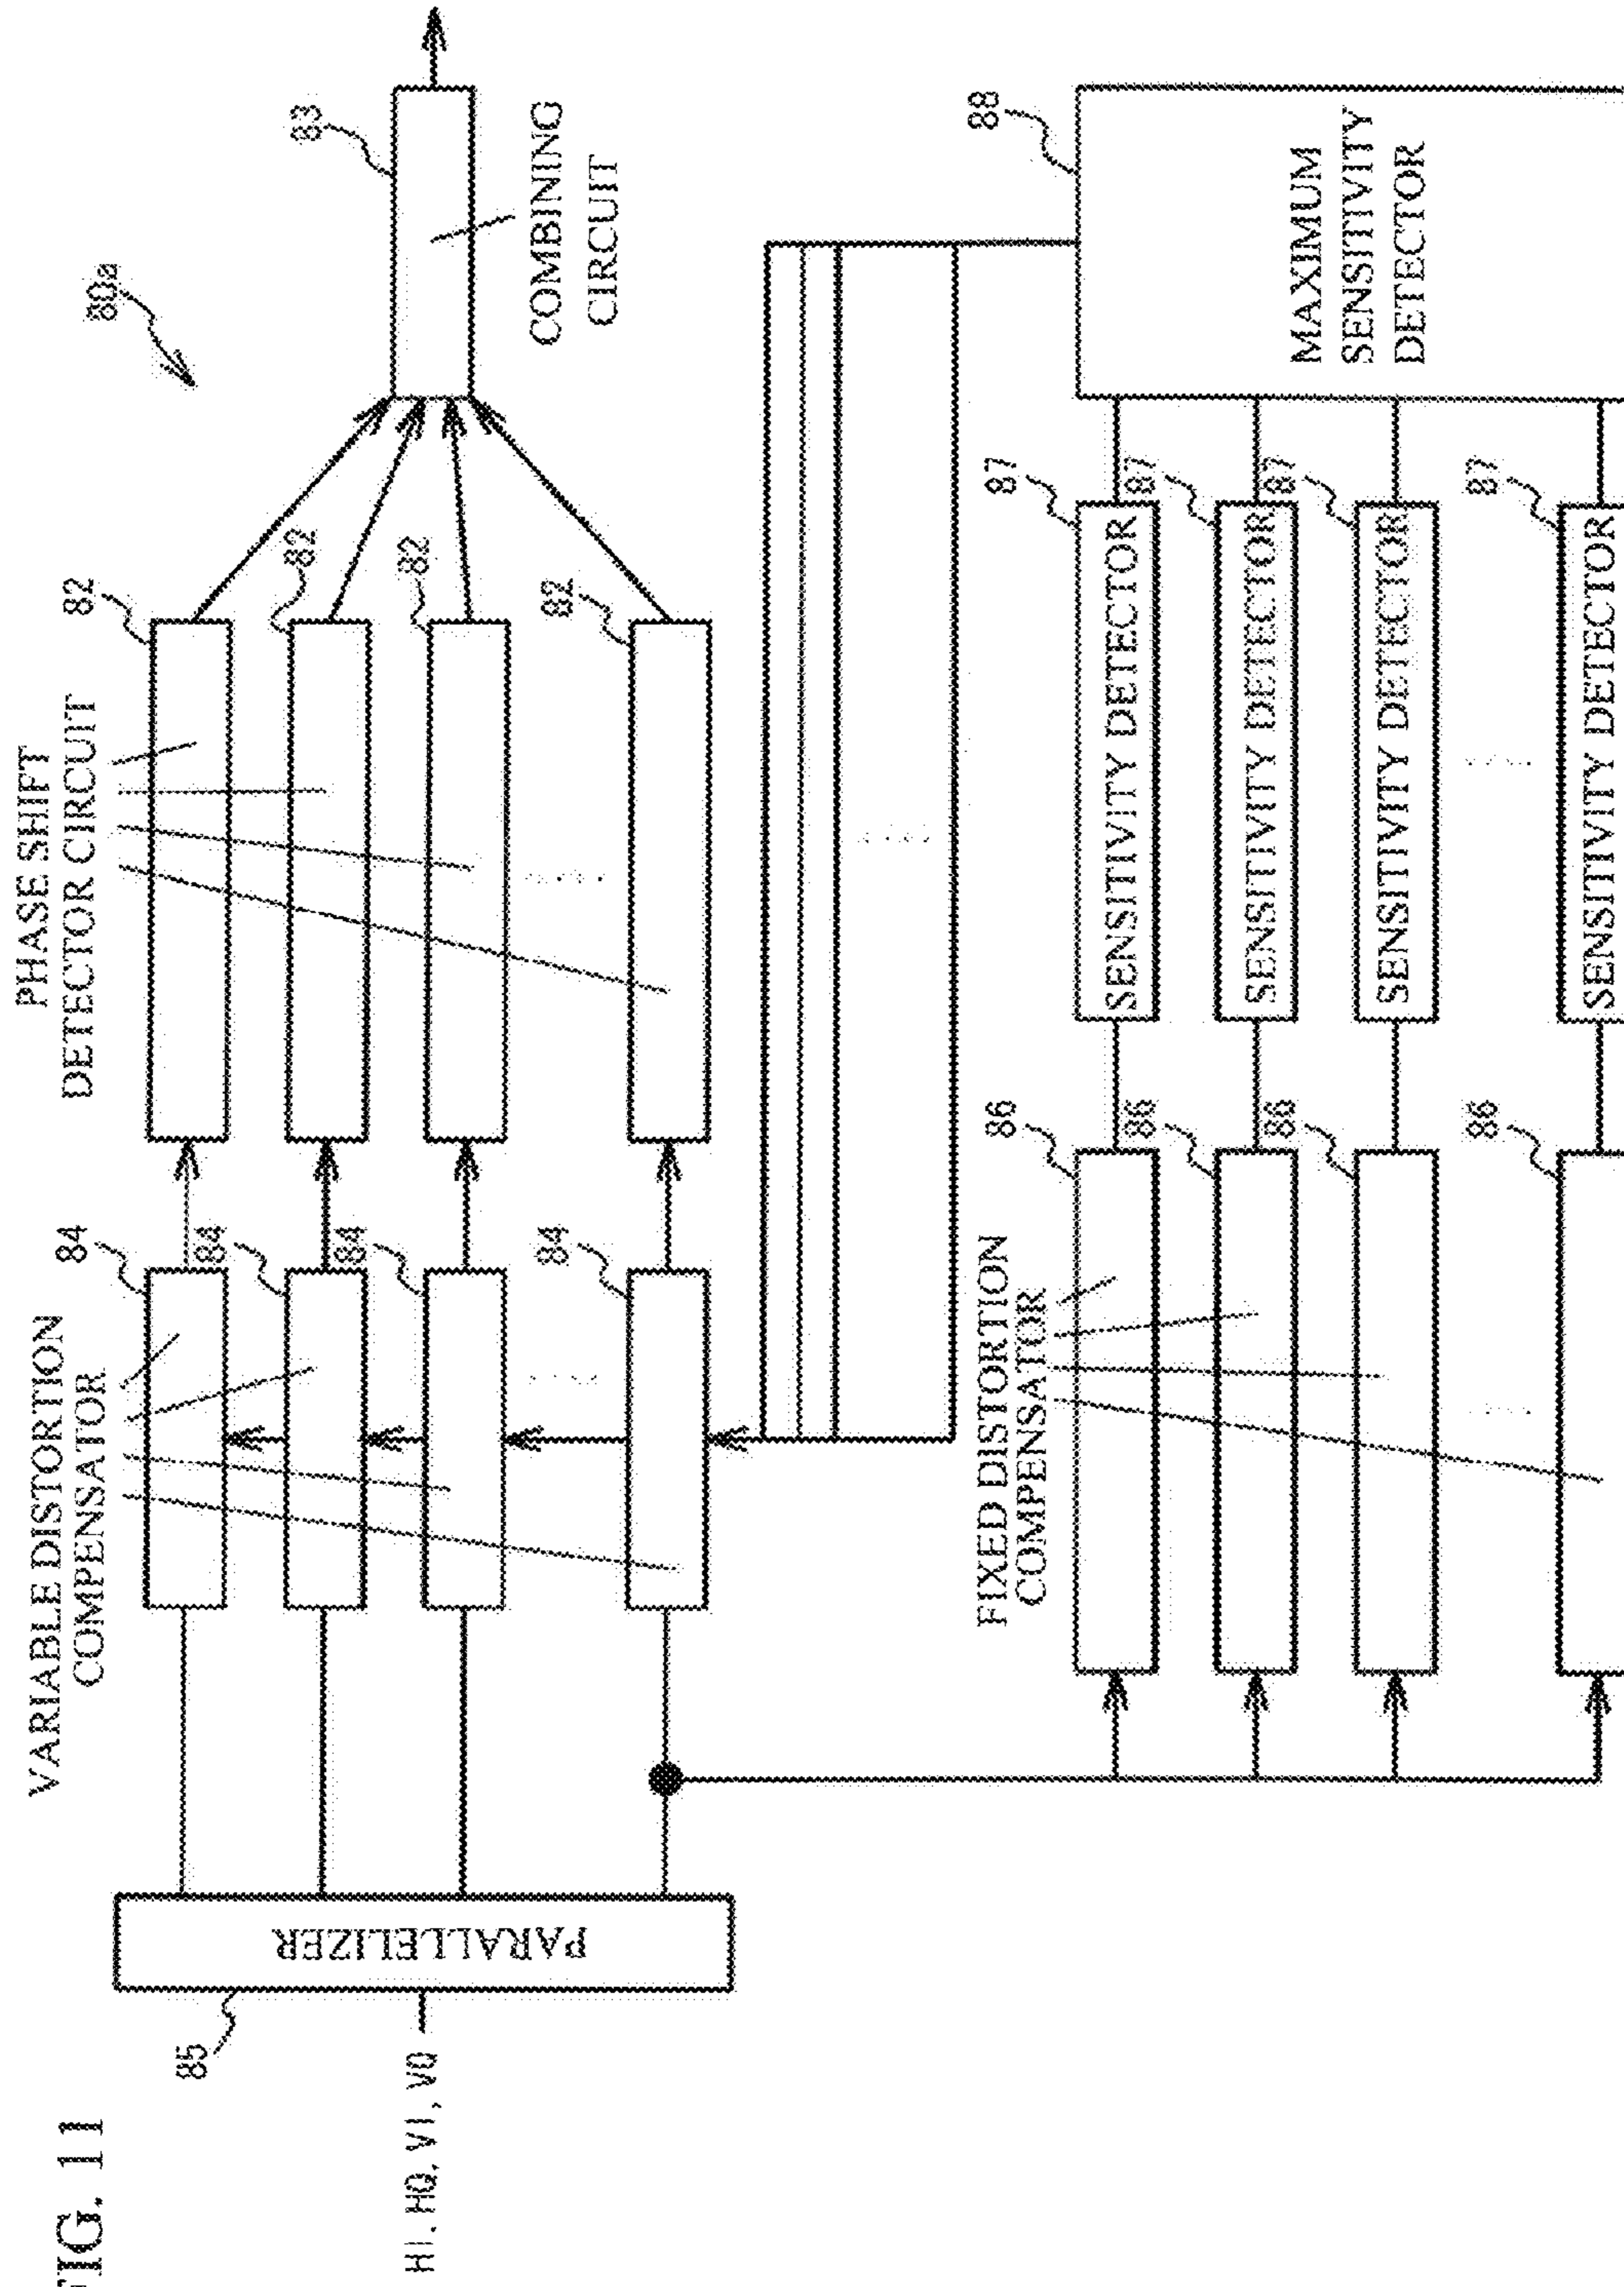 FIG. 11
80a
HI, HQ, VI, VQ
85
PARALLELIZER
VARIABLE DISTORTION
COMPENSATOR
84
84
84
84
PHASE SHIFT
DETECTOR CIRCUIT
82
82
82
82
83
COMBINING
CIRCUIT
FIXED DISTORTION
COMPENSATOR
86
86
86
86
87
SENSITIVITY DETECTOR
87
SENSITIVITY DETECTOR
87
SENSITIVITY DETECTOR
87
SENSITIVITY DETECTOR
88
MAXIMUM
SENSITIVITY
DETECTOR